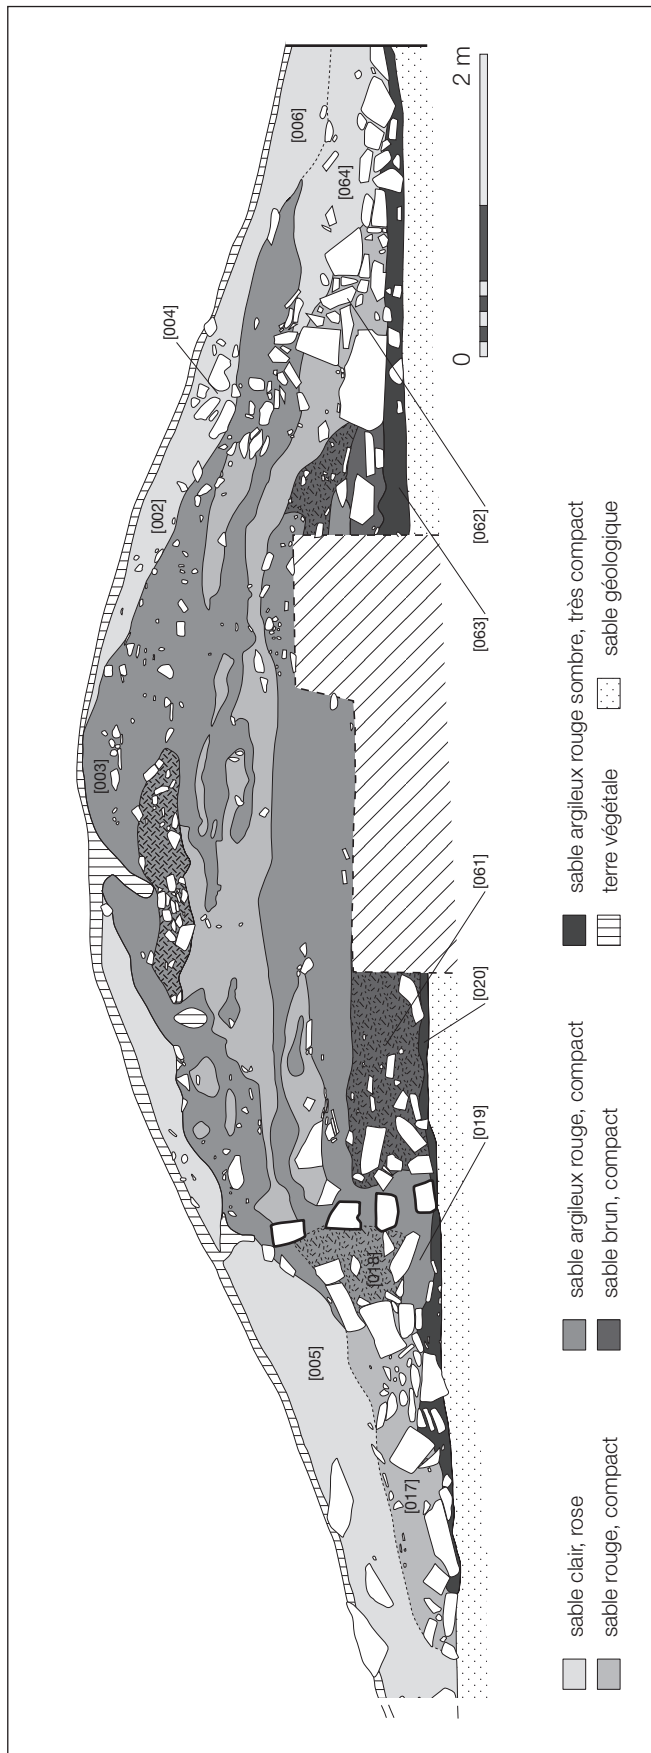 [002]
[003]
[004]
[005]
[006]
[064]
[017]
[018]
[019]
[020]
[061]
[063]
[062]
0 2 m
sable clair, rose
sable rouge, compact
sable argileux rouge, compact
sable brun, compact
sable argileux rouge sombre, très compact
terre végétale
sable géologique